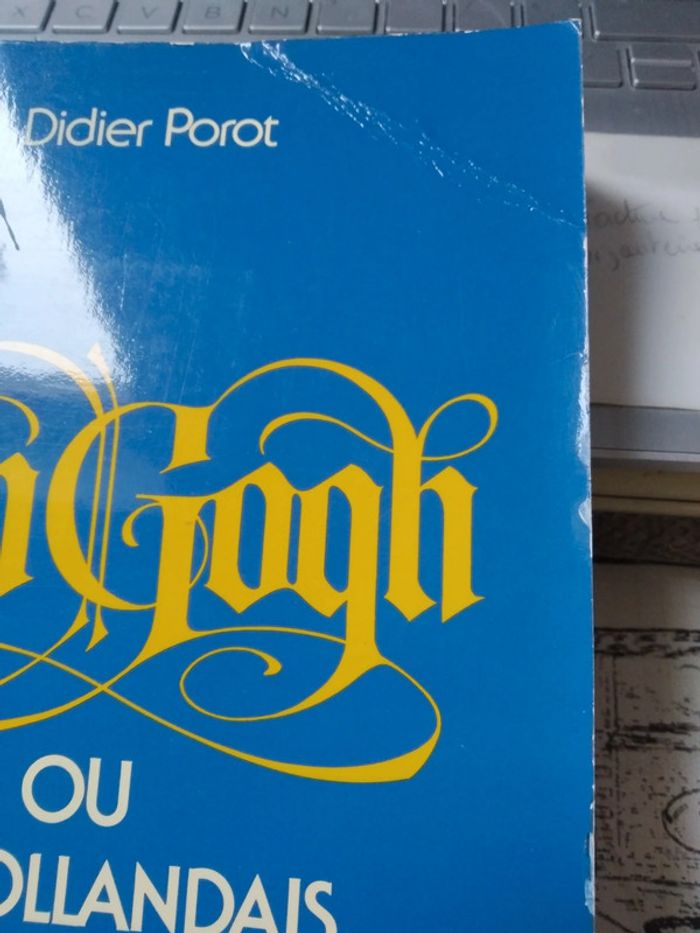 X C V B N
Didier Porot
n Gogh
OU
OLLANDAIS